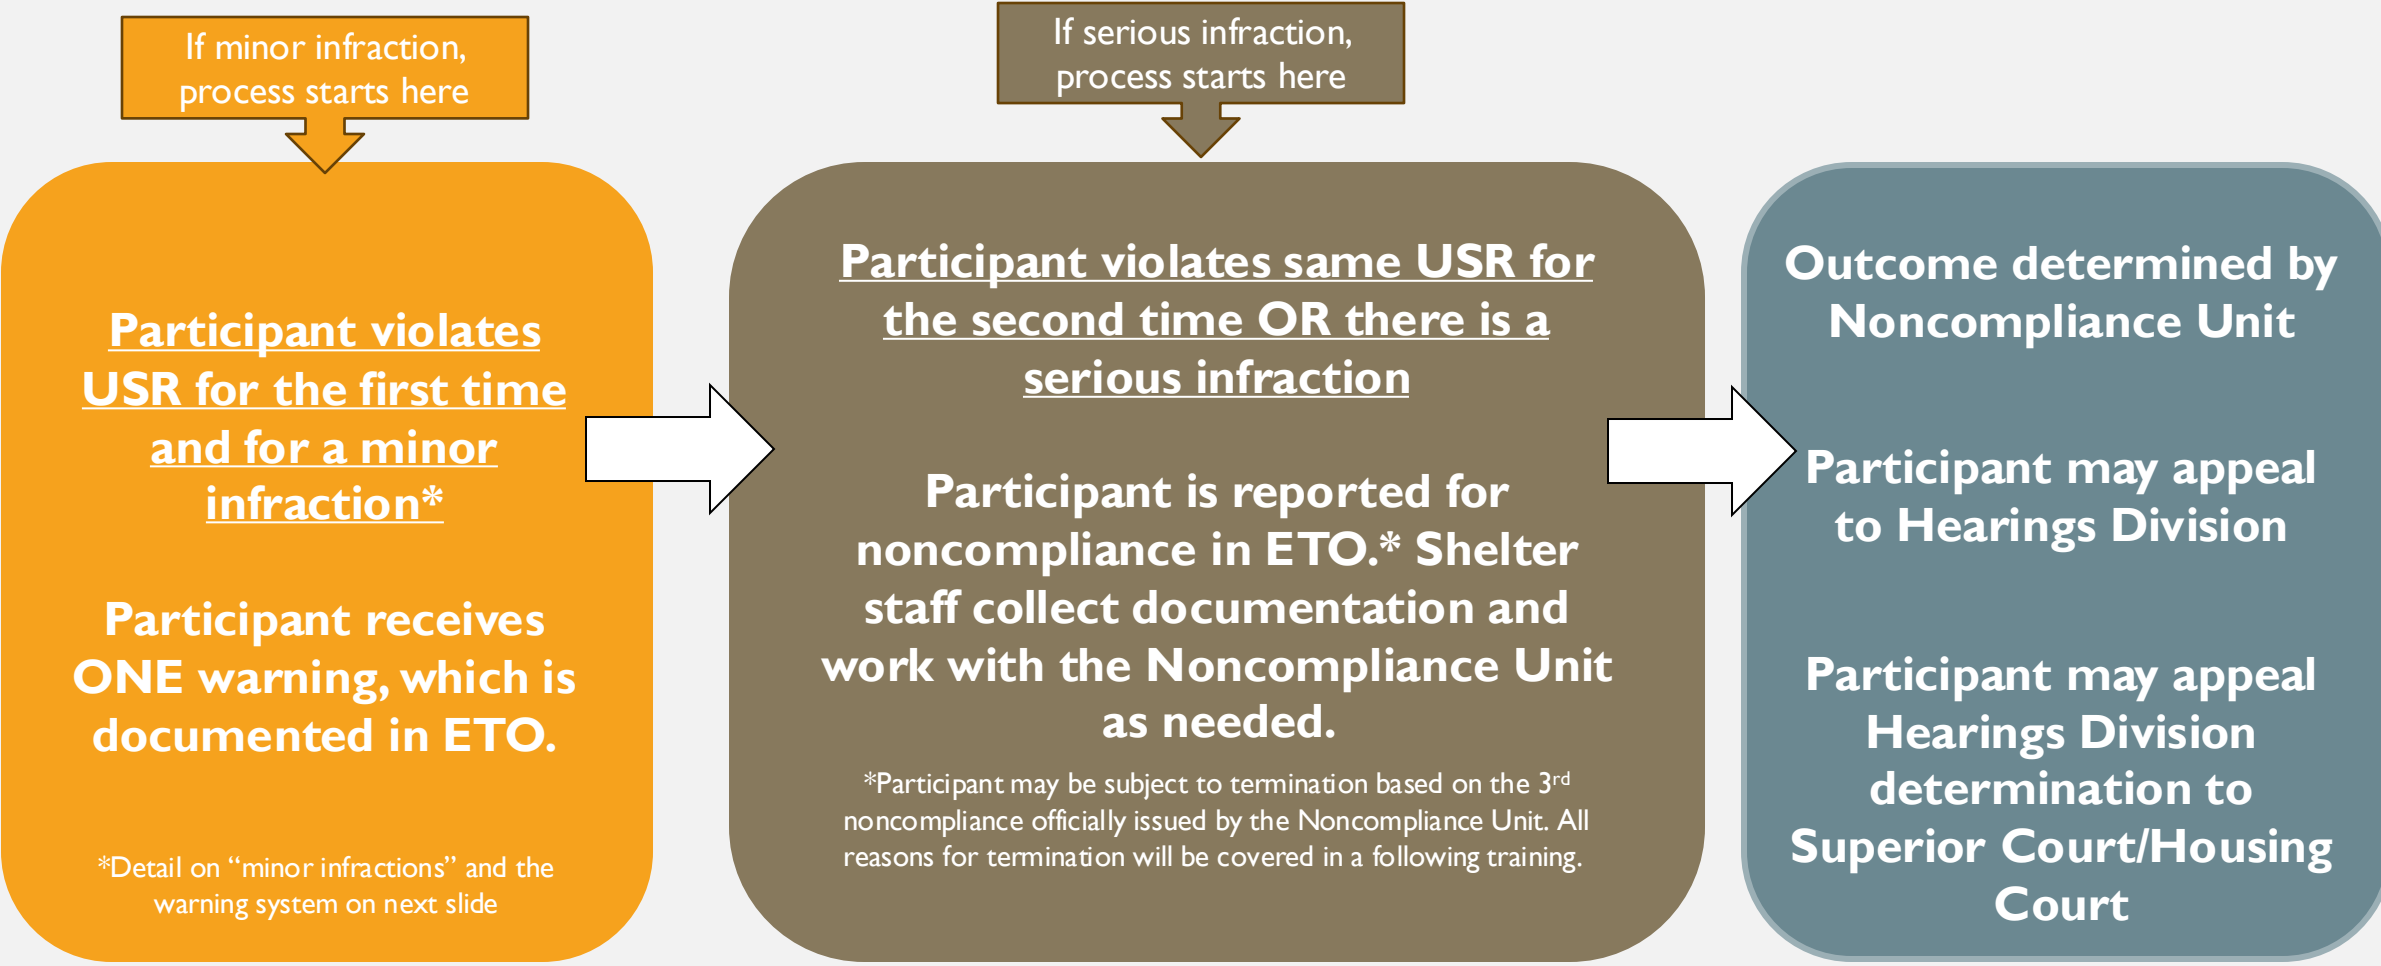 If minor infraction,
process starts here
Participant violates
USR for the first time
and for a minor
infraction*
Participant receives
ONE warning, which is
documented in ETO.
*Detail on “minor infractions” and the
warning system on next slide
If serious infraction,
process starts here
Participant violates same USR for
the second time OR there is a
serious infraction
Participant is reported for
noncompliance in ETO.* Shelter
staff collect documentation and
work with the Noncompliance Unit
as needed.
*Participant may be subject to termination based on the 3rd
noncompliance officially issued by the Noncompliance Unit. All
reasons for termination will be covered in a following training.
Outcome determined by
Noncompliance Unit
Participant may appeal
to Hearings Division
Participant may appeal
Hearings Division
determination to
Superior Court/Housing
Court